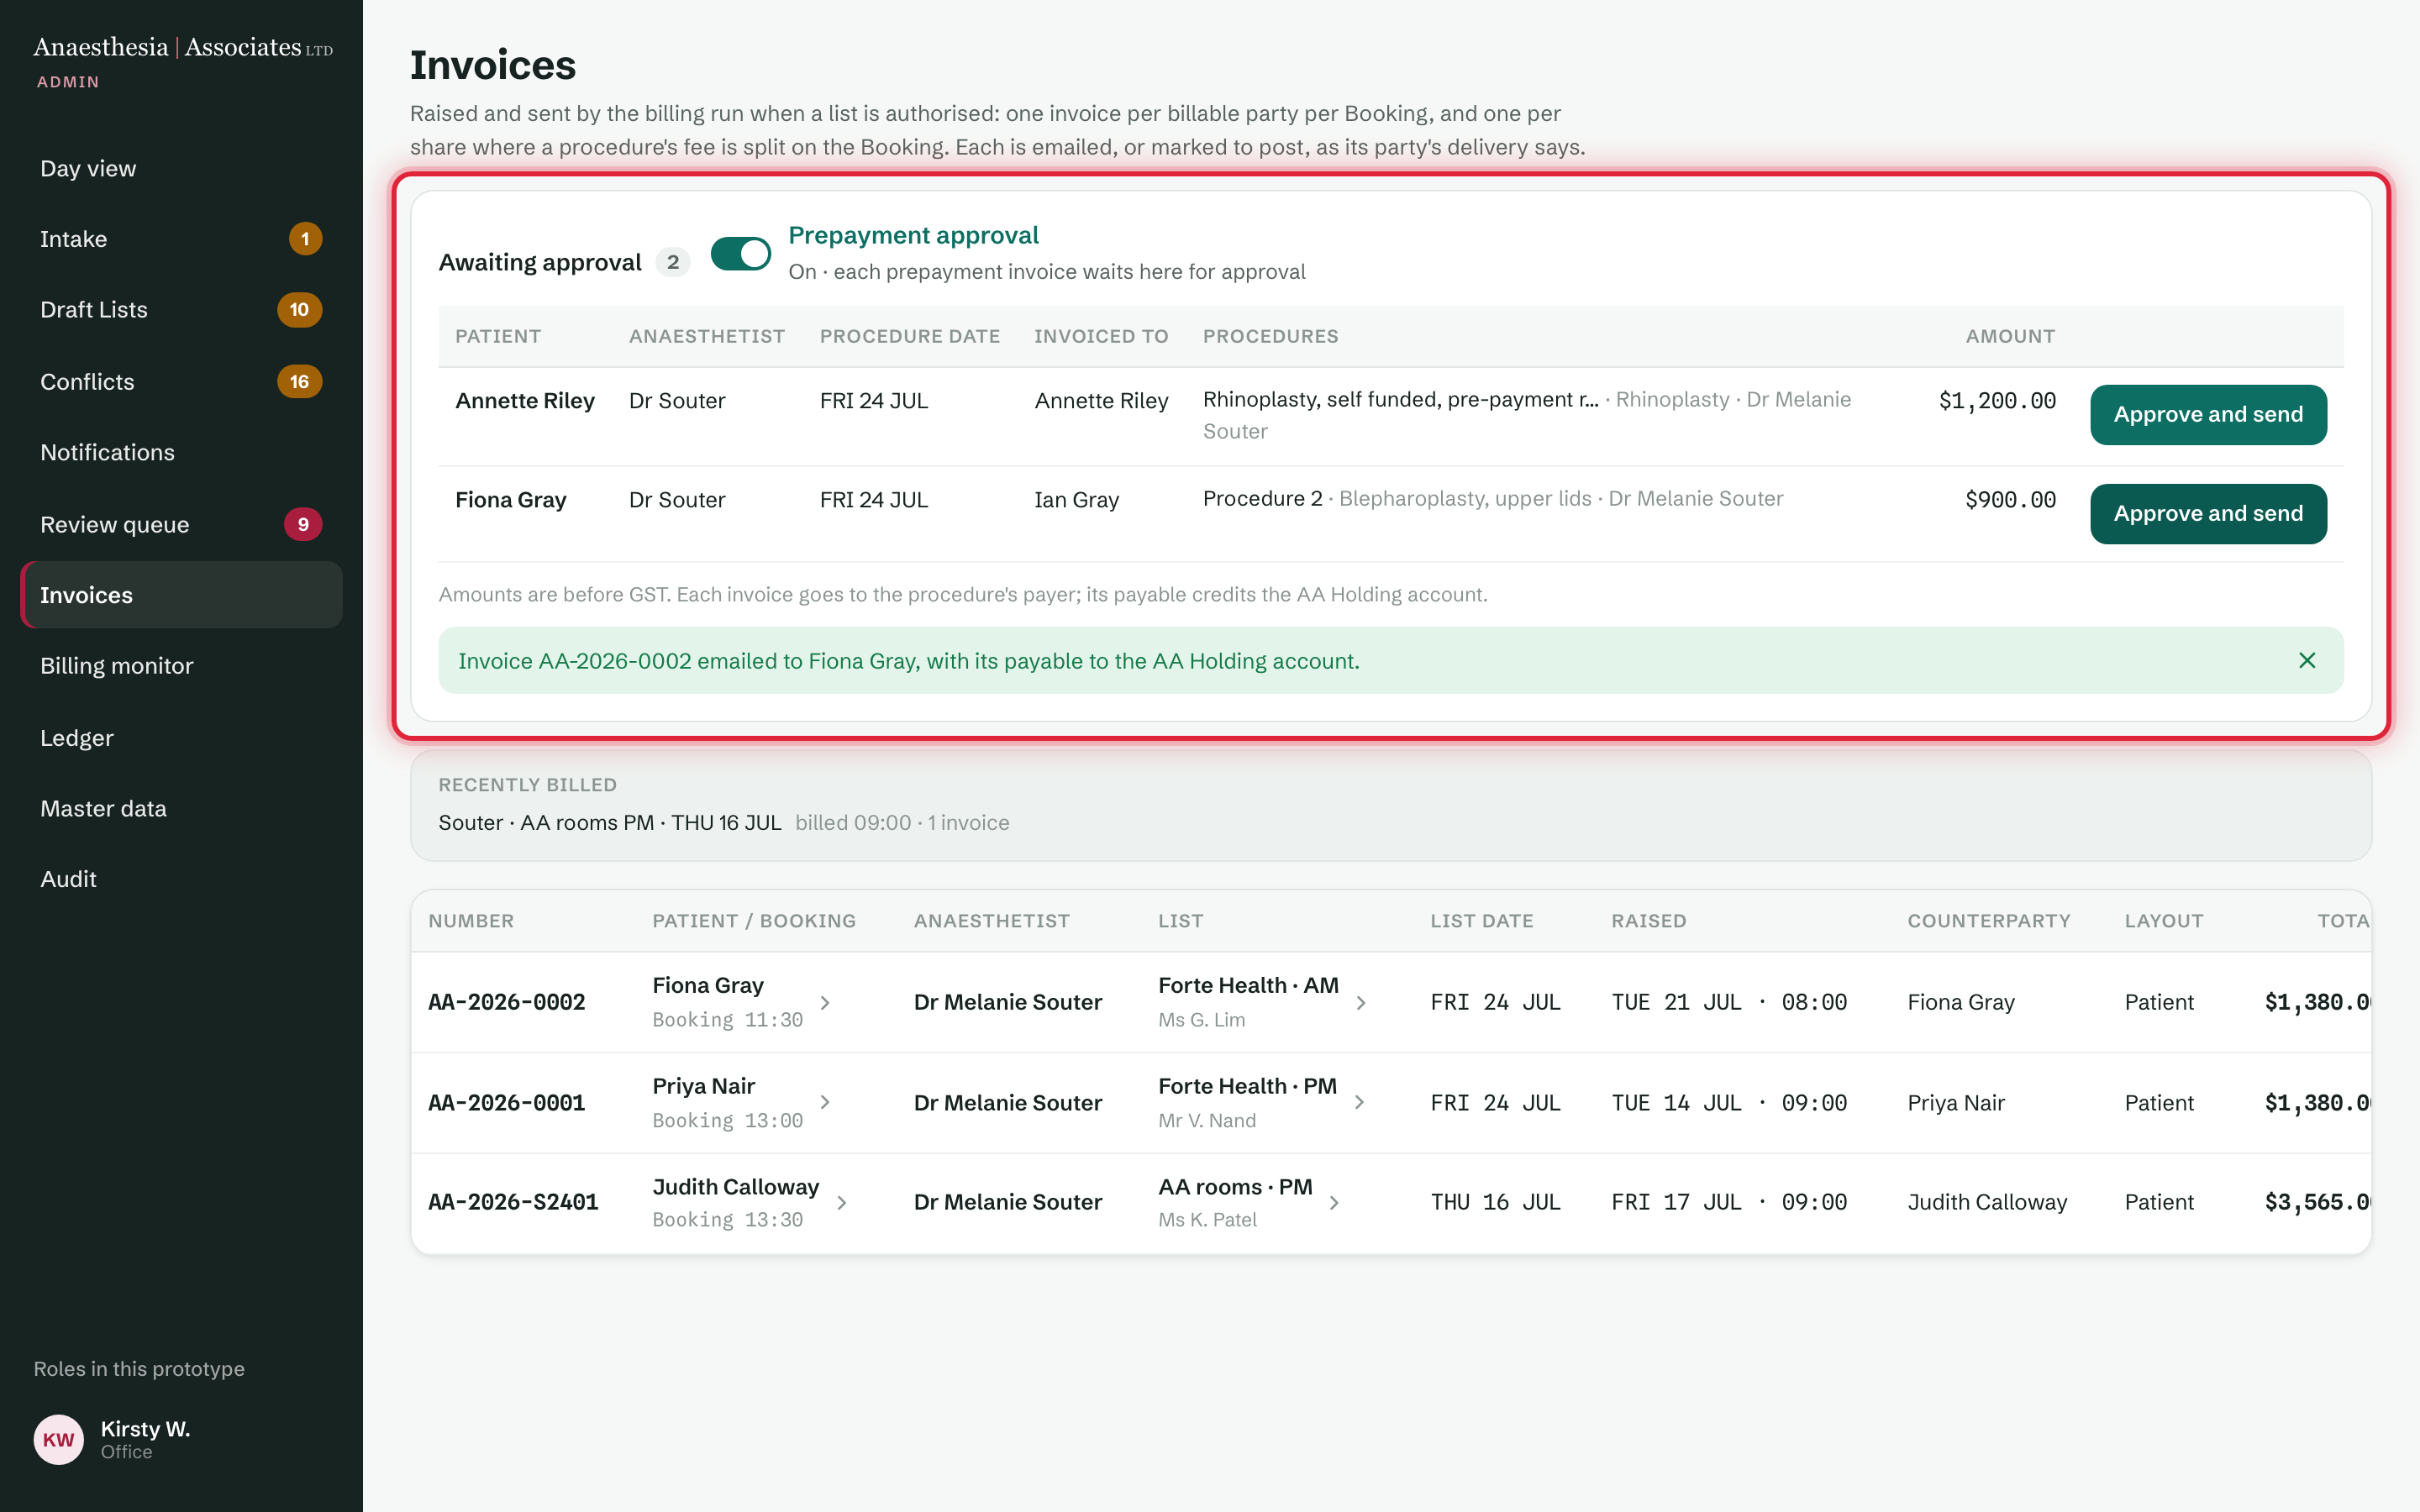 Anaesthesia | Associates LTD
ADMIN
Day view
Intake 1
Draft Lists 10
Conflicts 16
Notifications
Review queue 9
Invoices
Billing monitor
Ledger
Master data
Audit
Roles in this prototype
KW
Kirsty W.
Office
Invoices
Raised and sent by the billing run when a list is authorised: one invoice per billable party per Booking, and one per
share where a procedure's fee is split on the Booking. Each is emailed, or marked to post, as its party's delivery says.
Awaiting approval 2
Prepayment approval
On · each prepayment invoice waits here for approval
PATIENT ANAESTHETIST PROCEDURE DATE INVOICED TO PROCEDURES AMOUNT
Annette Riley Dr Souter FRI 24 JUL Annette Riley Rhinoplasty, self funded, pre-payment r... · Rhinoplasty · Dr Melanie $1,200.00 Approve and send
Souter
Fiona Gray Dr Souter FRI 24 JUL Ian Gray Procedure 2 · Blepharoplasty, upper lids · Dr Melanie Souter $900.00 Approve and send
Amounts are before GST. Each invoice goes to the procedure's payer; its payable credits the AA Holding account.
Invoice AA-2026-0002 emailed to Fiona Gray, with its payable to the AA Holding account.
RECENTLY BILLED
Souter · AA rooms PM · THU 16 JUL billed 09:00 · 1 invoice
NUMBER PATIENT / BOOKING ANAESTHETIST LIST LIST DATE RAISED COUNTERPARTY LAYOUT TOTA
AA-2026-0002 Fiona Gray Dr Melanie Souter Forte Health · AM FRI 24 JUL TUE 21 JUL · 08:00 Fiona Gray Patient $1,380.0
Booking 11:30 Ms G. Lim
AA-2026-0001 Priya Nair Dr Melanie Souter Forte Health · PM FRI 24 JUL TUE 14 JUL · 09:00 Priya Nair Patient $1,380.0
Booking 13:00 Mr V. Nand
AA-2026-S2401 Judith Calloway Dr Melanie Souter AA rooms · PM THU 16 JUL FRI 17 JUL · 09:00 Judith Calloway Patient $3,565.0
Booking 13:30 Ms K. Patel